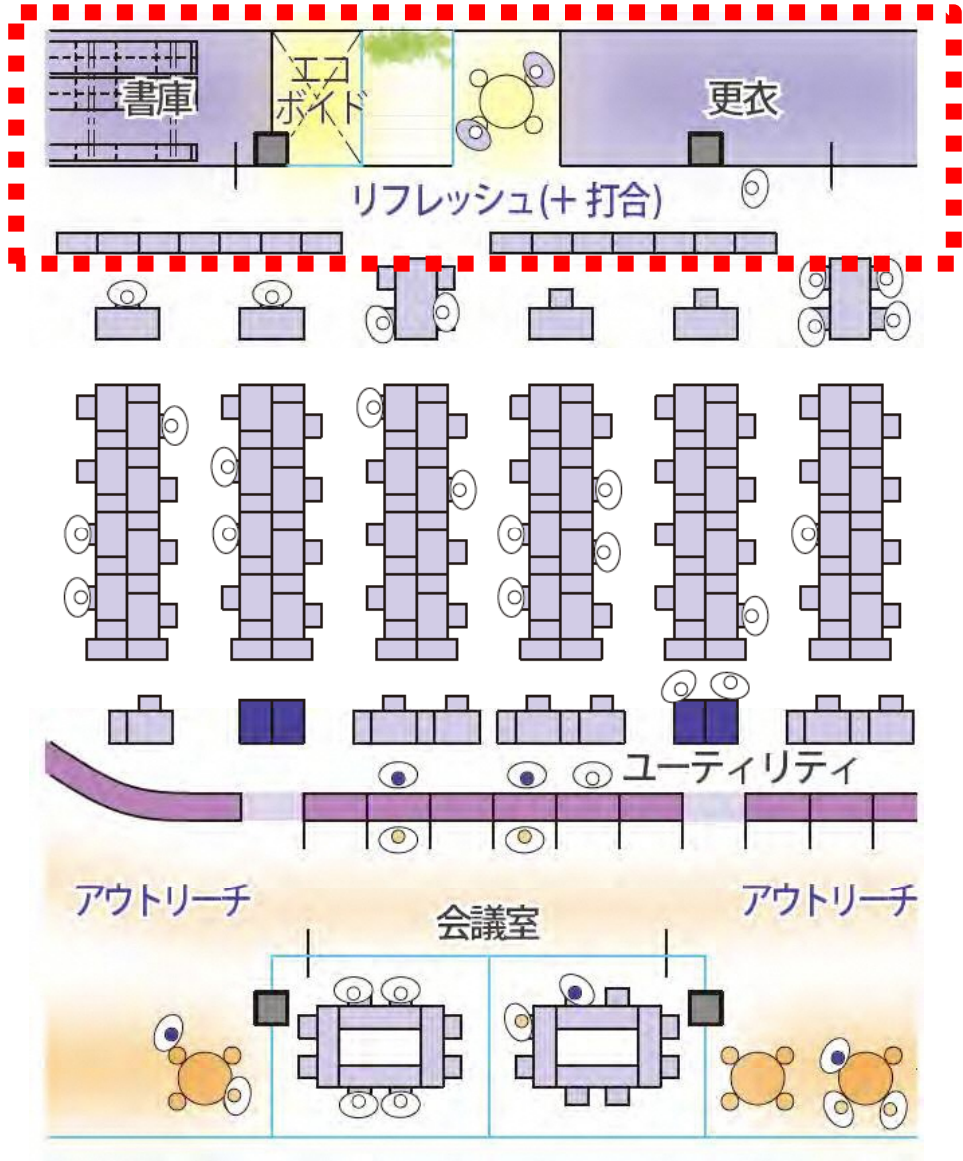 書庫
エコ
ボイド
更衣
リフレッシュ(+ 打合)
ユーティリティ
アウトリーチ
会議室
アウトリーチ